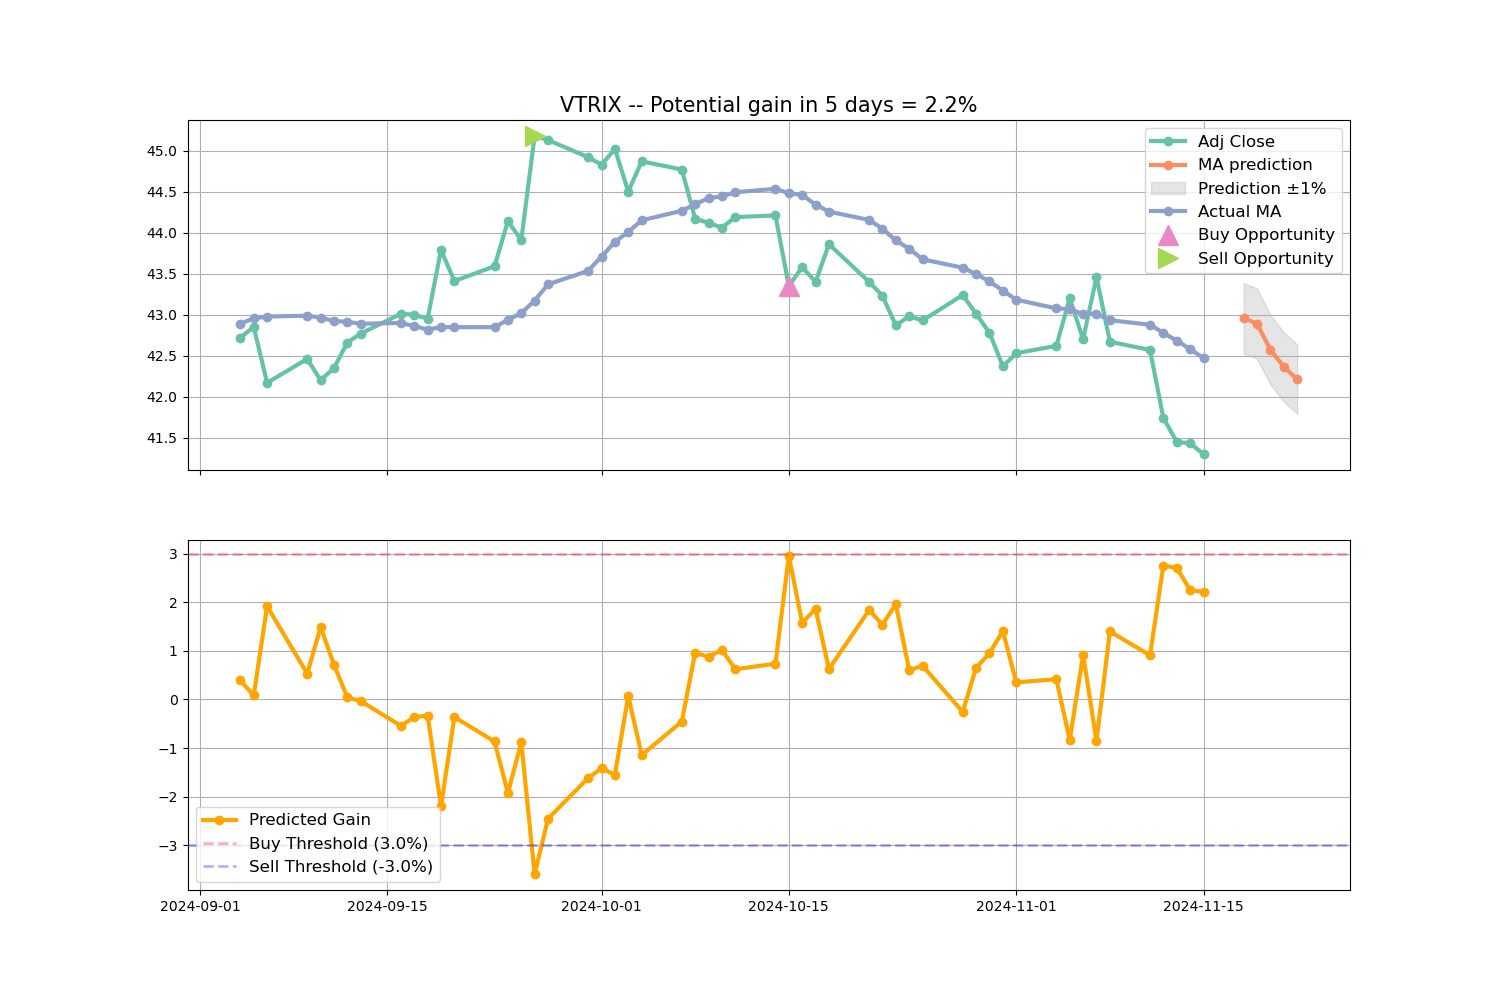 VTRIX -- Potential gain in 5 days = 2.2%
45.0
44.5
44.0
43.5
43.0
42.5
42.0
41.5
Adj Close
MA prediction
Prediction ±1%
Actual MA
Buy Opportunity
Sell Opportunity
3
2
1
0
−1
−2
−3
Predicted Gain
Buy Threshold (3.0%)
Sell Threshold (-3.0%)
2024-09-01
2024-09-15
2024-10-01
2024-10-15
2024-11-01
2024-11-15